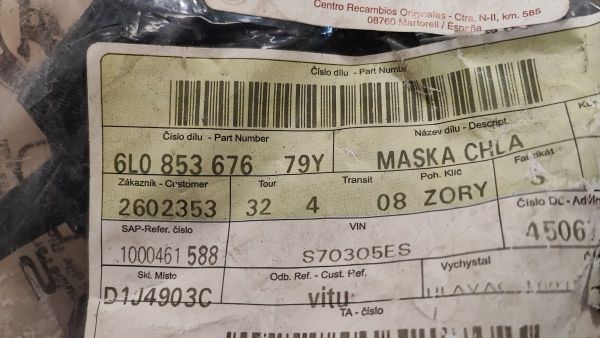 Centro Recambios Originales - Ctra. N-II, km. 585
08760 Martorell / España
Číslo dílu - Part Number
Číslo dílu - Part Number Název dílu - Descript.
6L0 853 676 79Y MASKA CHLA
Zákazník - Customer Tour Transit Poh. Klíč
2602353 32 4 08 ZORY
SAP-Refer. číslo VIN Číslo DL
1000461 588 S70305ES 4506
Skl. Místo Odb. Ref. - Cust. Ref. Vychystal
D1J4903C vitu
TA - číslo